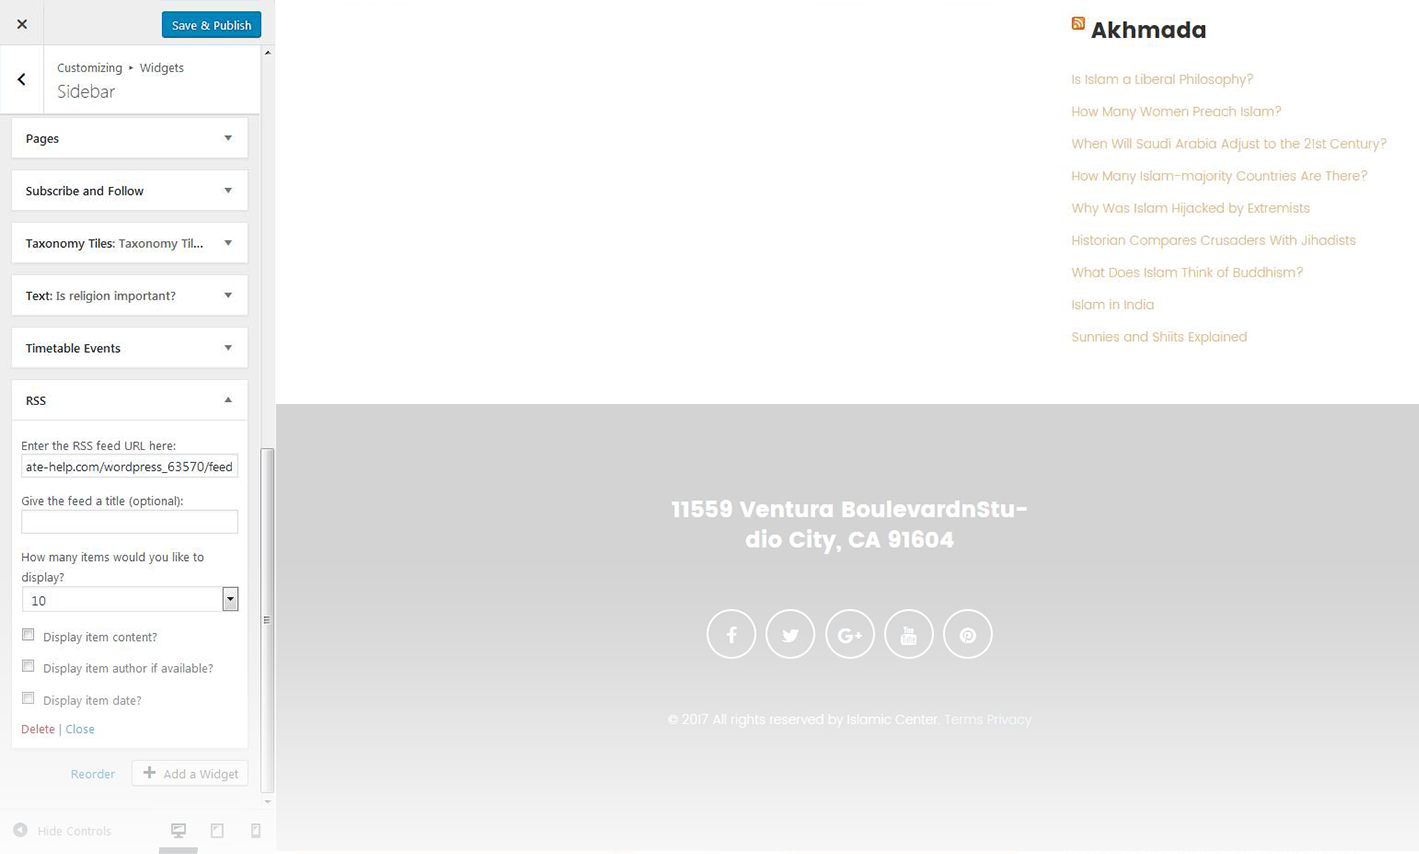 Save & Publish
Customizing ▸ Widgets
Sidebar
Pages
Subscribe and Follow
Taxonomy Tiles: Taxonomy Til...
Text: Is religion important?
Timetable Events
RSS
Enter the RSS feed URL here:
ate-help.com/wordpress_63570/feed
Give the feed a title (optional):
How many items would you like to
display?
10
Display item content?
Display item author if available?
Display item date?
Delete | Close
Reorder
Add a Widget
Hide Controls
Akhmada
Is Islam a Liberal Philosophy?
How Many Women Preach Islam?
When Will Saudi Arabia Adjust to the 21st Century?
How Many Islam-majority Countries Are There?
Why Was Islam Hijacked by Extremists
Historian Compares Crusaders With Jihadists
What Does Islam Think of Buddhism?
Islam in India
Sunnies and Shiits Explained
11559 Ventura BoulevardnStu-
dio City, CA 91604
© 2017 All rights reserved by Islamic Center. Terms Privacy